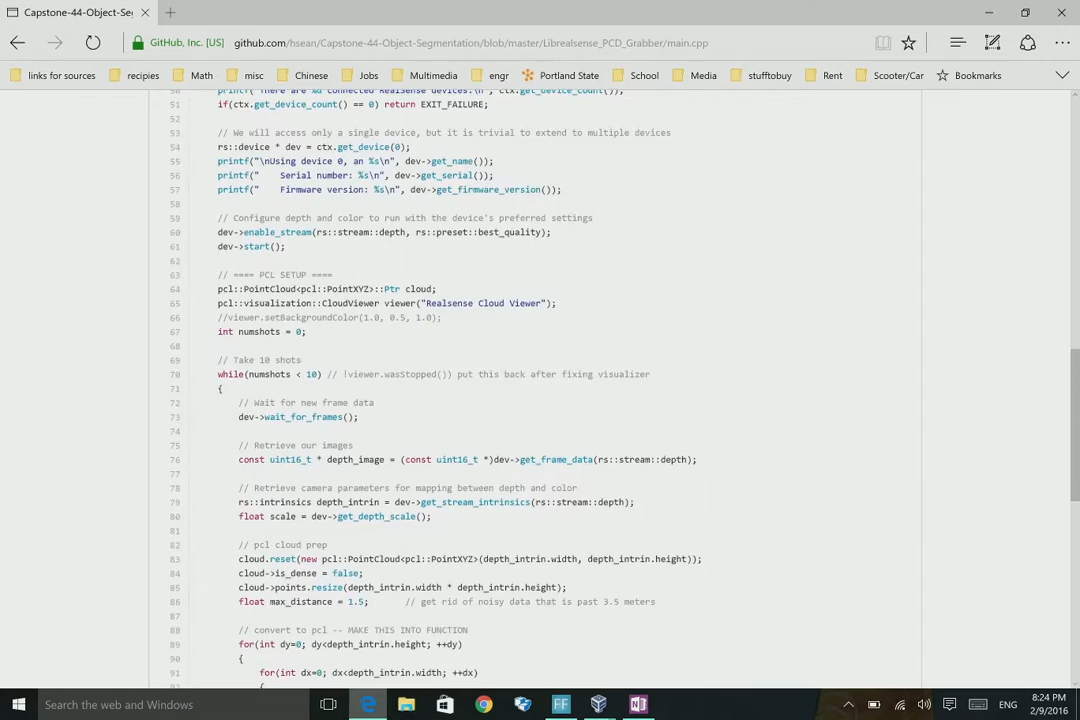 Capstone-44-Object-Seg
GitHub, Inc. [US]
github.com/hsean/Capstone-44-Object-Segmentation/blob/master/Librealsense_PCD_Grabber/main.cpp
links for sources
recipies
Math
misc
Chinese
Jobs
Multimedia
engr
Portland State
School
Media
stufftobuy
Rent
Scooter/Car
Bookmarks
50 printf("There are %d connected RealSense devices.\n", ctx.get_device_count());
51 if(ctx.get_device_count() == 0) return EXIT_FAILURE;
52
53 // We will access only a single device, but it is trivial to extend to multiple devices
54 rs::device * dev = ctx.get_device(0);
55 printf("\nUsing device 0, an %s\n", dev->get_name());
56 printf("    Serial number: %s\n", dev->get_serial());
57 printf("    Firmware version: %s\n", dev->get_firmware_version());
58
59 // Configure depth and color to run with the device's preferred settings
60 dev->enable_stream(rs::stream::depth, rs::preset::best_quality);
61 dev->start();
62
63 // ==== PCL SETUP ====
64 pcl::PointCloud<pcl::PointXYZ>::Ptr cloud;
65 pcl::visualization::CloudViewer viewer("Realsense Cloud Viewer");
66 //viewer.setBackgroundColor(1.0, 0.5, 1.0);
67 int numshots = 0;
68
69 // Take 10 shots
70 while(numshots < 10) // !viewer.wasStopped()) put this back after fixing visualizer
71 {
72 // Wait for new frame data
73 dev->wait_for_frames();
74
75 // Retrieve our images
76 const uint16_t * depth_image = (const uint16_t *)dev->get_frame_data(rs::stream::depth);
77
78 // Retrieve camera parameters for mapping between depth and color
79 rs::intrinsics depth_intrin = dev->get_stream_intrinsics(rs::stream::depth);
80 float scale = dev->get_depth_scale();
81
82 // pcl cloud prep
83 cloud.reset(new pcl::PointCloud<pcl::PointXYZ>(depth_intrin.width, depth_intrin.height));
84 cloud->is_dense = false;
85 cloud->points.resize(depth_intrin.width * depth_intrin.height);
86 float max_distance = 1.5;      // get rid of noisy data that is past 3.5 meters
87
88 // convert to pcl -- MAKE THIS INTO FUNCTION
89 for(int dy=0; dy<depth_intrin.height; ++dy)
90 {
91 for(int dx=0; dx<depth_intrin.width; ++dx)
92 {
Search the web and Windows
ENG
8:24 PM
2/9/2016